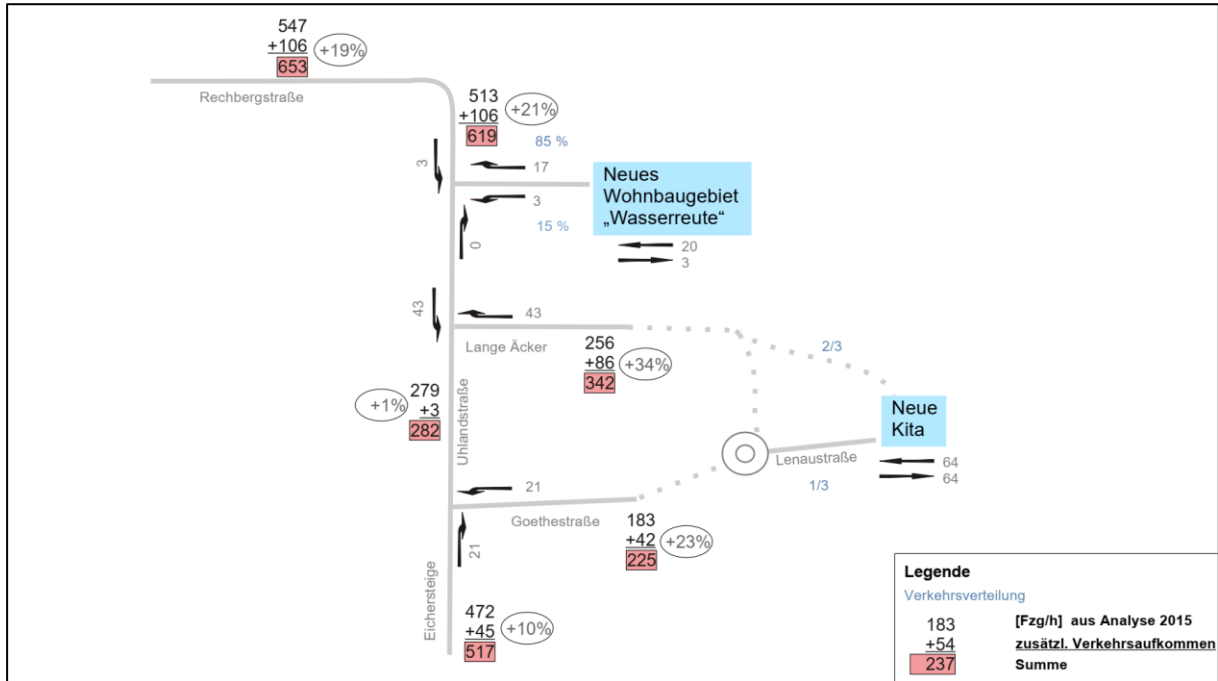 547
+106
+19%
653
Rechbergstraße
513
+106
+21%
619
85 %
3
17
3
15 %
0
Neues
Wohnbaugebiet
„Wasserreute“
20
3
43
43
Lange Äcker
256
+86
+34%
342
2/3
279
+3
+1%
282
Uhlandstraße
Neue
Kita
Lenaustraße
64
64
1/3
21
Goethestraße
183
+42
+23%
225
21
Eichersteige
472
+45
+10%
517
Legende
Verkehrsverteilung
183 [Fzg/h] aus Analyse 2015
+54 zusätzl. Verkehrsaufkommen
237 Summe